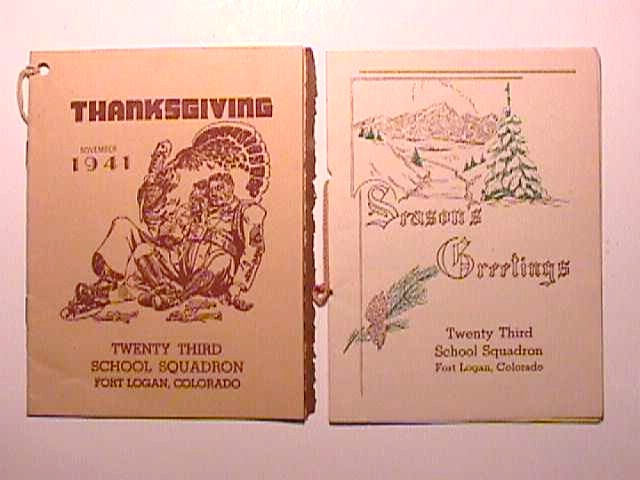 THANKSGIVING
NOVEMBER
1941
TWENTY THIRD
SCHOOL SQUADRON
FORT LOGAN, COLORADO
Season's
Greetings
Twenty Third
School Squadron
Fort Logan, Colorado